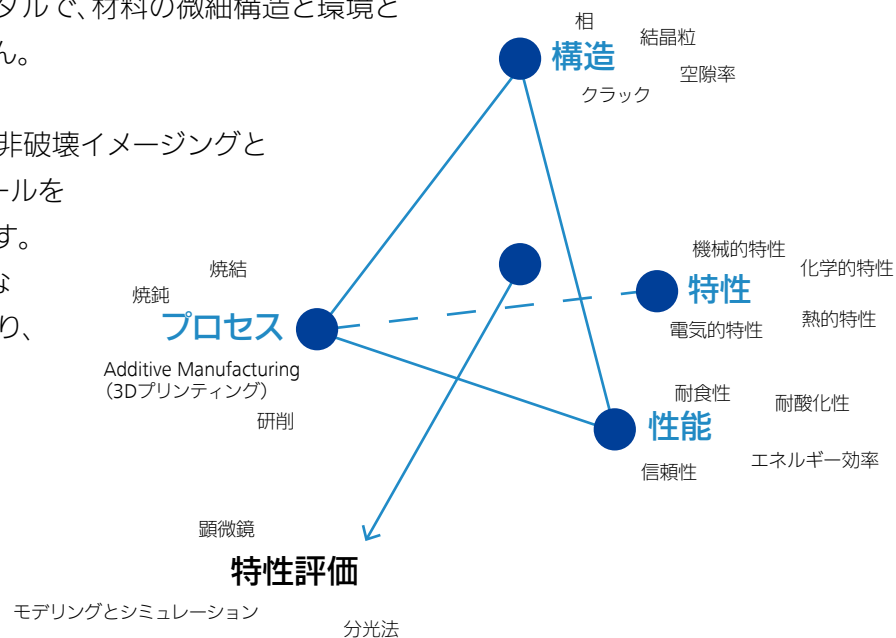 タルで、材料の微細構造と環境と
ん。
非破壊イメージングと
ールを
す。
な
り、
相
結晶粒
構造
空隙率
クラック
機械的特性
化学的特性
特性
電気的特性
熱的特性
焼結
焼鈍
プロセス
Additive Manufacturing
（3Dプリンティング）
研削
耐食性
耐酸化性
性能
信頼性
エネルギー効率
顕微鏡
特性評価
モデリングとシミュレーション
分光法